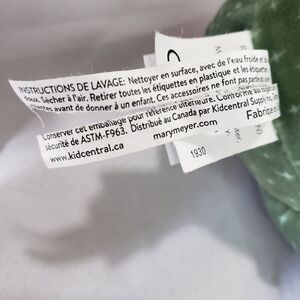 INSTRUCTIONS DE LAVAGE: Nettoyer en surface, avec de l'eau froide et
doux. Sécher à l'air. Retirer toutes les étiquettes en plastique et les étiquettes
avant de donner à un enfant. Ces accessoires ne font pas partie du
Conserver cet emballage pour référence ultérieure. Conforme aux
sécurité de ASTM-F963. Distribué au Canada par Kidcentral Supply
www.kidcentral.ca marymeyer.com Fabriqué
1930